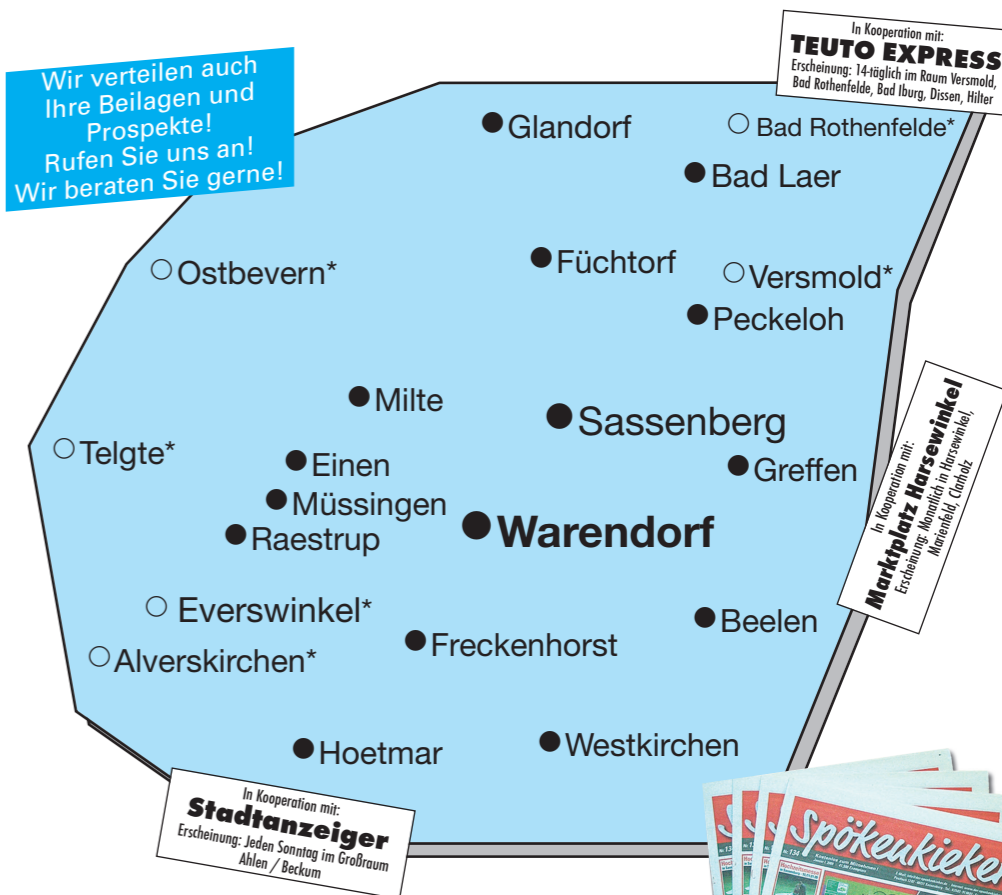 In Kooperation mit:
TEUTO EXPRESS
Erscheinung: 14-täglich im Raum Versmold,
Bad Rothenfelde, Bad Iburg, Dissen, Hilter
Wir verteilen auch
Ihre Beilagen und
Prospekte!
Rufen Sie uns an!
Wir beraten Sie gerne!
Glandorf
Bad Rothenfelde*
Bad Laer
Ostbevern*
Füchtorf
Versmold*
Peckeloh
Milte
Sassenberg
Telgte*
Einen
Greffen
Müssingen
Raestrup
Warendorf
In Kooperation mit:
Marktplatz Harsewinkel
Erscheinung: Monatlich in Harsewinkel,
Marienfeld, Clarholz
Everswinkel*
Beelen
Alverskirchen*
Freckenhorst
Hoetmar
Westkirchen
In Kooperation mit:
Stadtanzeiger
Erscheinung: Jeden Sonntag im Großraum
Ahlen / Beckum
Spökenkieker
Nr. 134